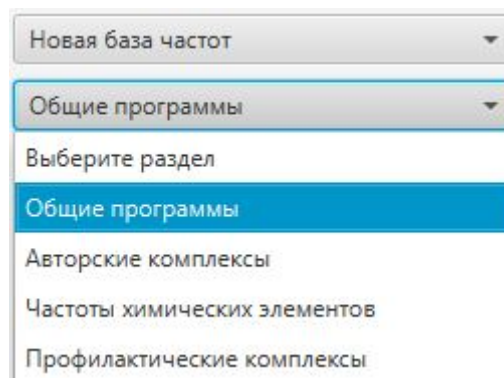 Новая база частот
Общие программы
Выберите раздел
Общие программы
Авторские комплексы
Частоты химических элементов
Профилактические комплексы